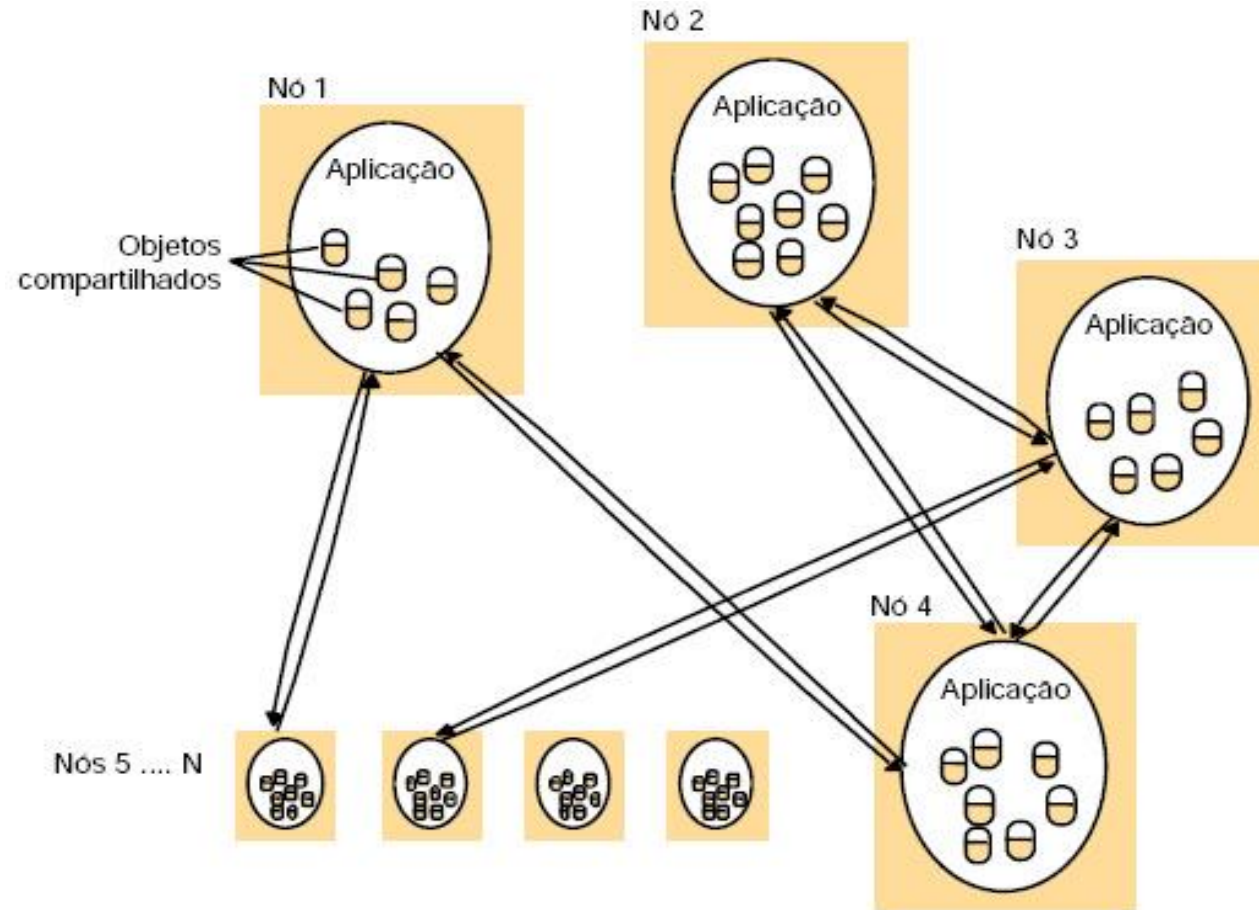 Nó 2
Nó 1
Aplicação
Aplicação
Objetos
compartilhados
Nó 3
Aplicação
Nó 4
Aplicação
Nós 5 .... N